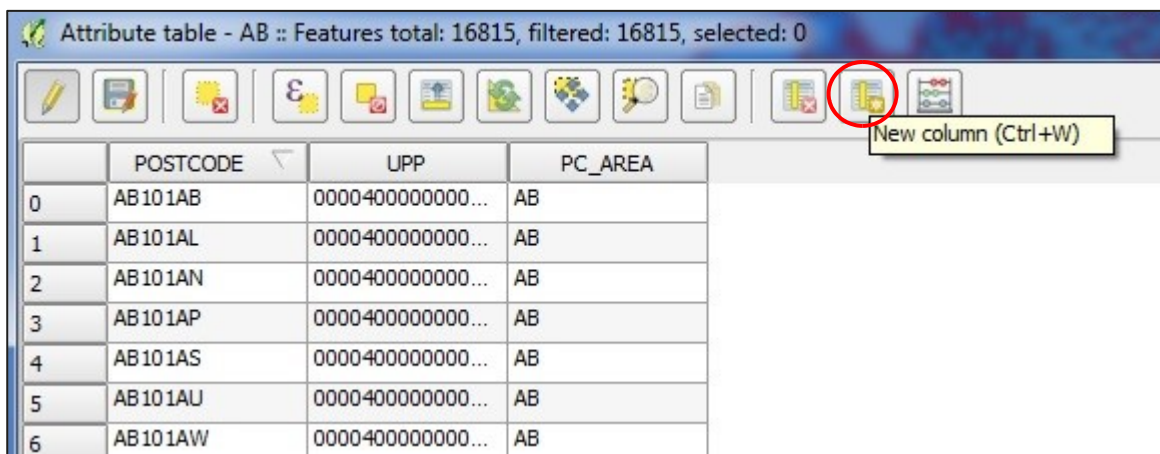 Attribute table - AB :: Features total: 16815, filtered: 16815, selected: 0
ε
New column (Ctrl+W)
POSTCODE UPP PC_AREA
0 AB101AB 0000400000000... AB
1 AB101AL 0000400000000... AB
2 AB101AN 0000400000000... AB
3 AB101AP 0000400000000... AB
4 AB101AS 0000400000000... AB
5 AB101AU 0000400000000... AB
6 AB101AW 0000400000000... AB